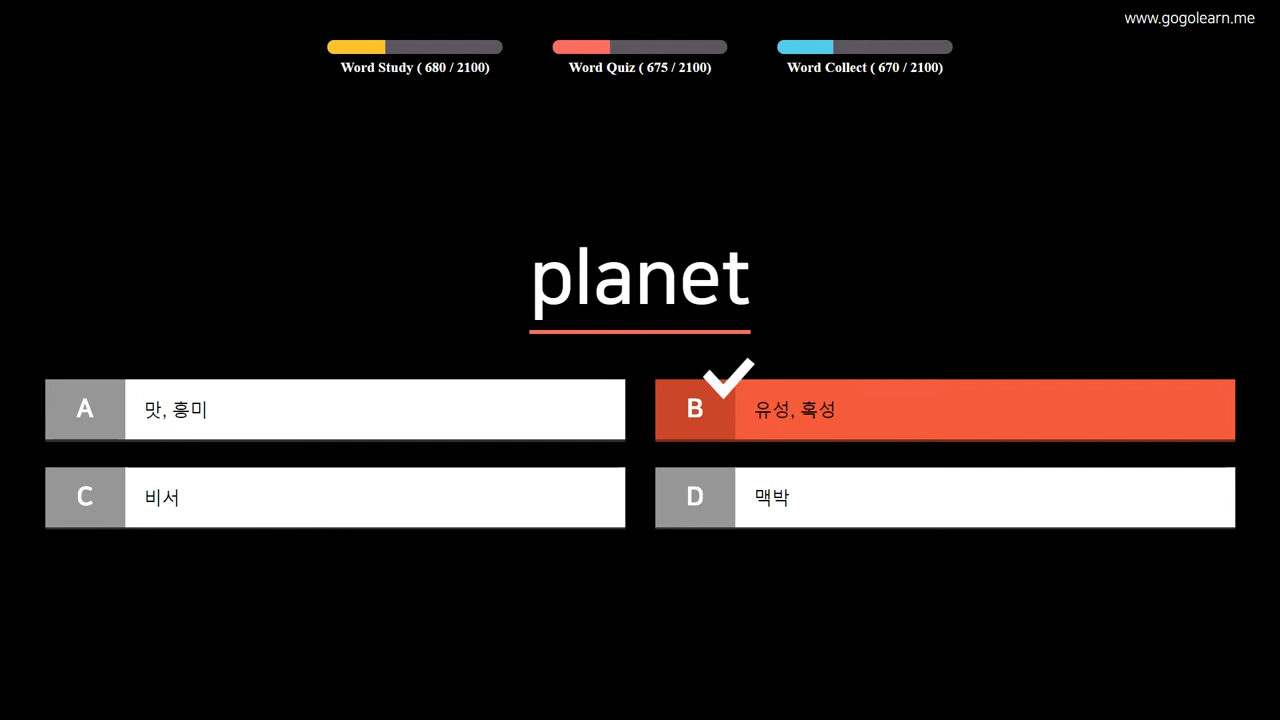 www.gogolearn.me
Word Study ( 680 / 2100)
Word Quiz ( 675 / 2100)
Word Collect ( 670 / 2100)
planet
A 맛, 흥미
B 유성, 혹성
C 비서
D 맥박